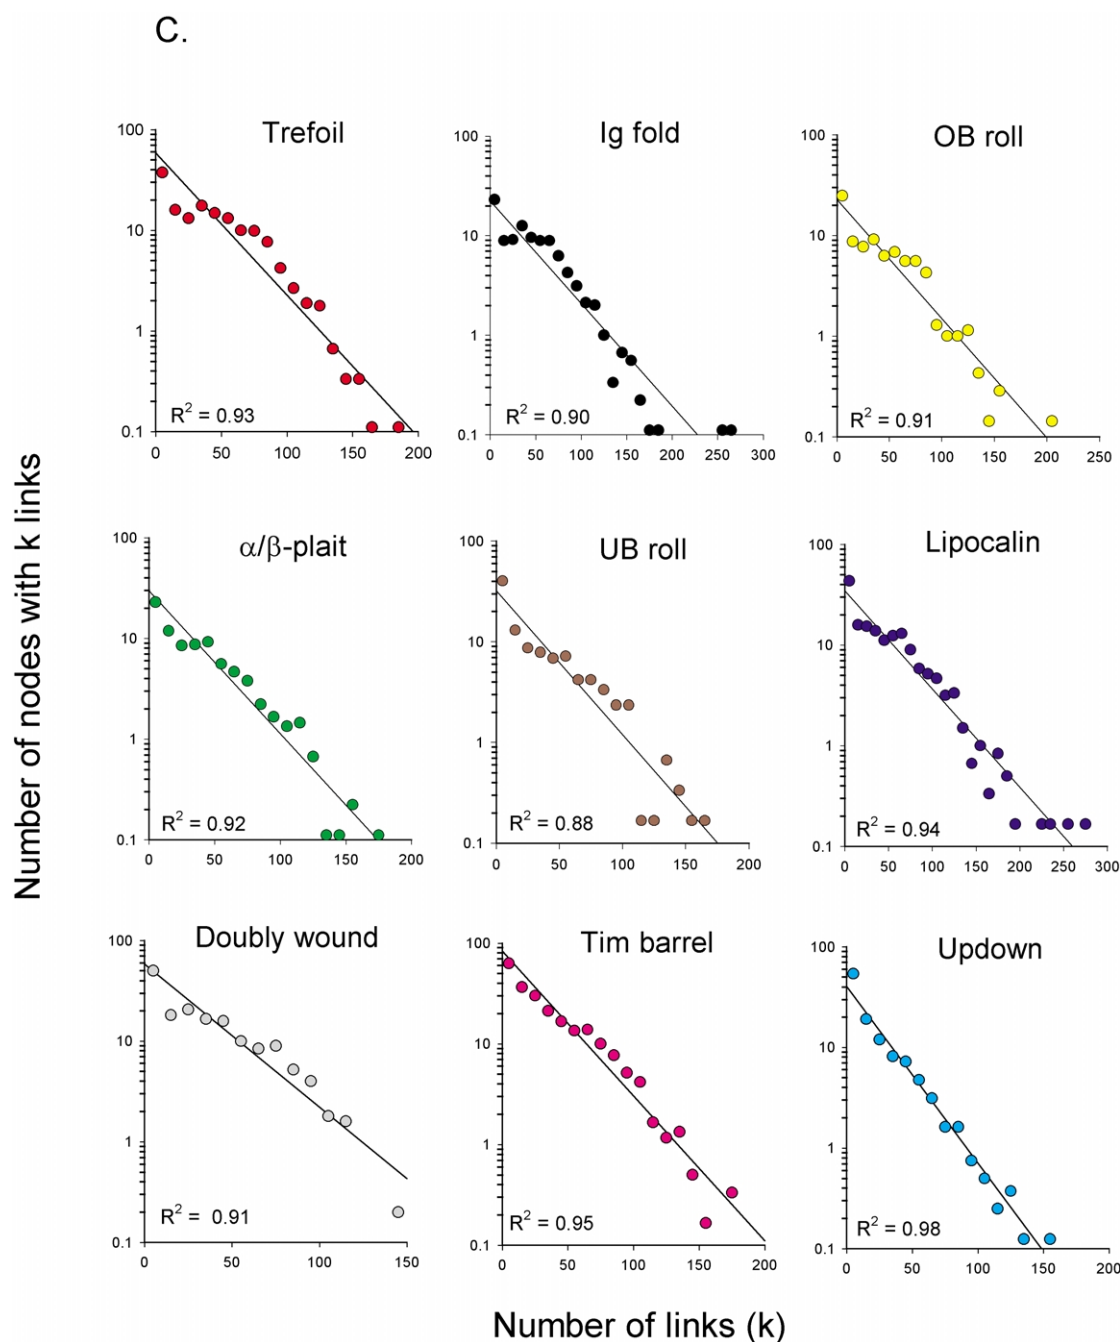 C.
Number of nodes with k links
Trefoil
100
10
1
0.1
R² = 0.93
0 50 100 150 200
Ig fold
100
10
1
0.1
R² = 0.90
0 50 100 150 200 250 300
OB roll
100
10
1
0.1
R² = 0.91
0 50 100 150 200 250
α/β-plait
100
10
1
0.1
R² = 0.92
0 50 100 150 200
UB roll
100
10
1
0.1
R² = 0.88
0 50 100 150 200
Lipocalin
100
10
1
0.1
R² = 0.94
0 50 100 150 200 250 300
Doubly wound
100
10
1
0.1
R² = 0.91
0 50 100 150
Tim barrel
100
10
1
0.1
R² = 0.95
0 50 100 150 200
Updown
100
10
1
0.1
R² = 0.98
0 50 100 150 200
Number of links (k)